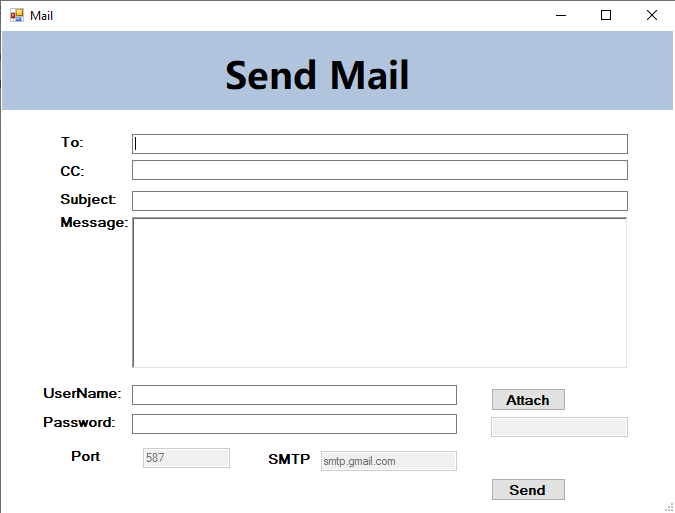 Mail
Send Mail
To:
CC:
Subject:
Message:
UserName:
Attach
Password:
Port 587 SMTP smtp.gmail.com
Send